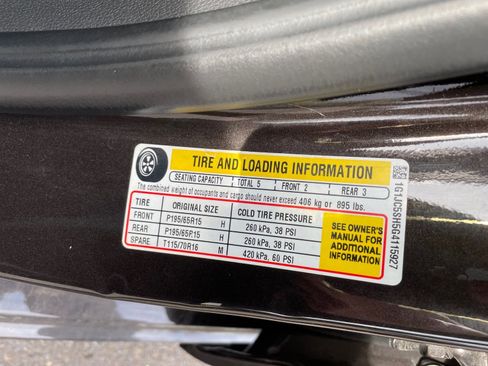 TIRE AND LOADING INFORMATION
SEATING CAPACITY TOTAL 5 FRONT 2 REAR 3
The combined weight of occupants and cargo should never exceed 406 kg or 895 lbs.
TIRE ORIGINAL SIZE COLD TIRE PRESSURE
FRONT P195/65R15 H 260 kPa, 38 PSI
REAR P195/65R15 H 260 kPa, 38 PSI
SPARE T115/70R16 M 420 kPa, 60 PSI
SEE OWNER'S
MANUAL FOR
ADDITIONAL
INFORMATION
1G1JC5SH5G4115927